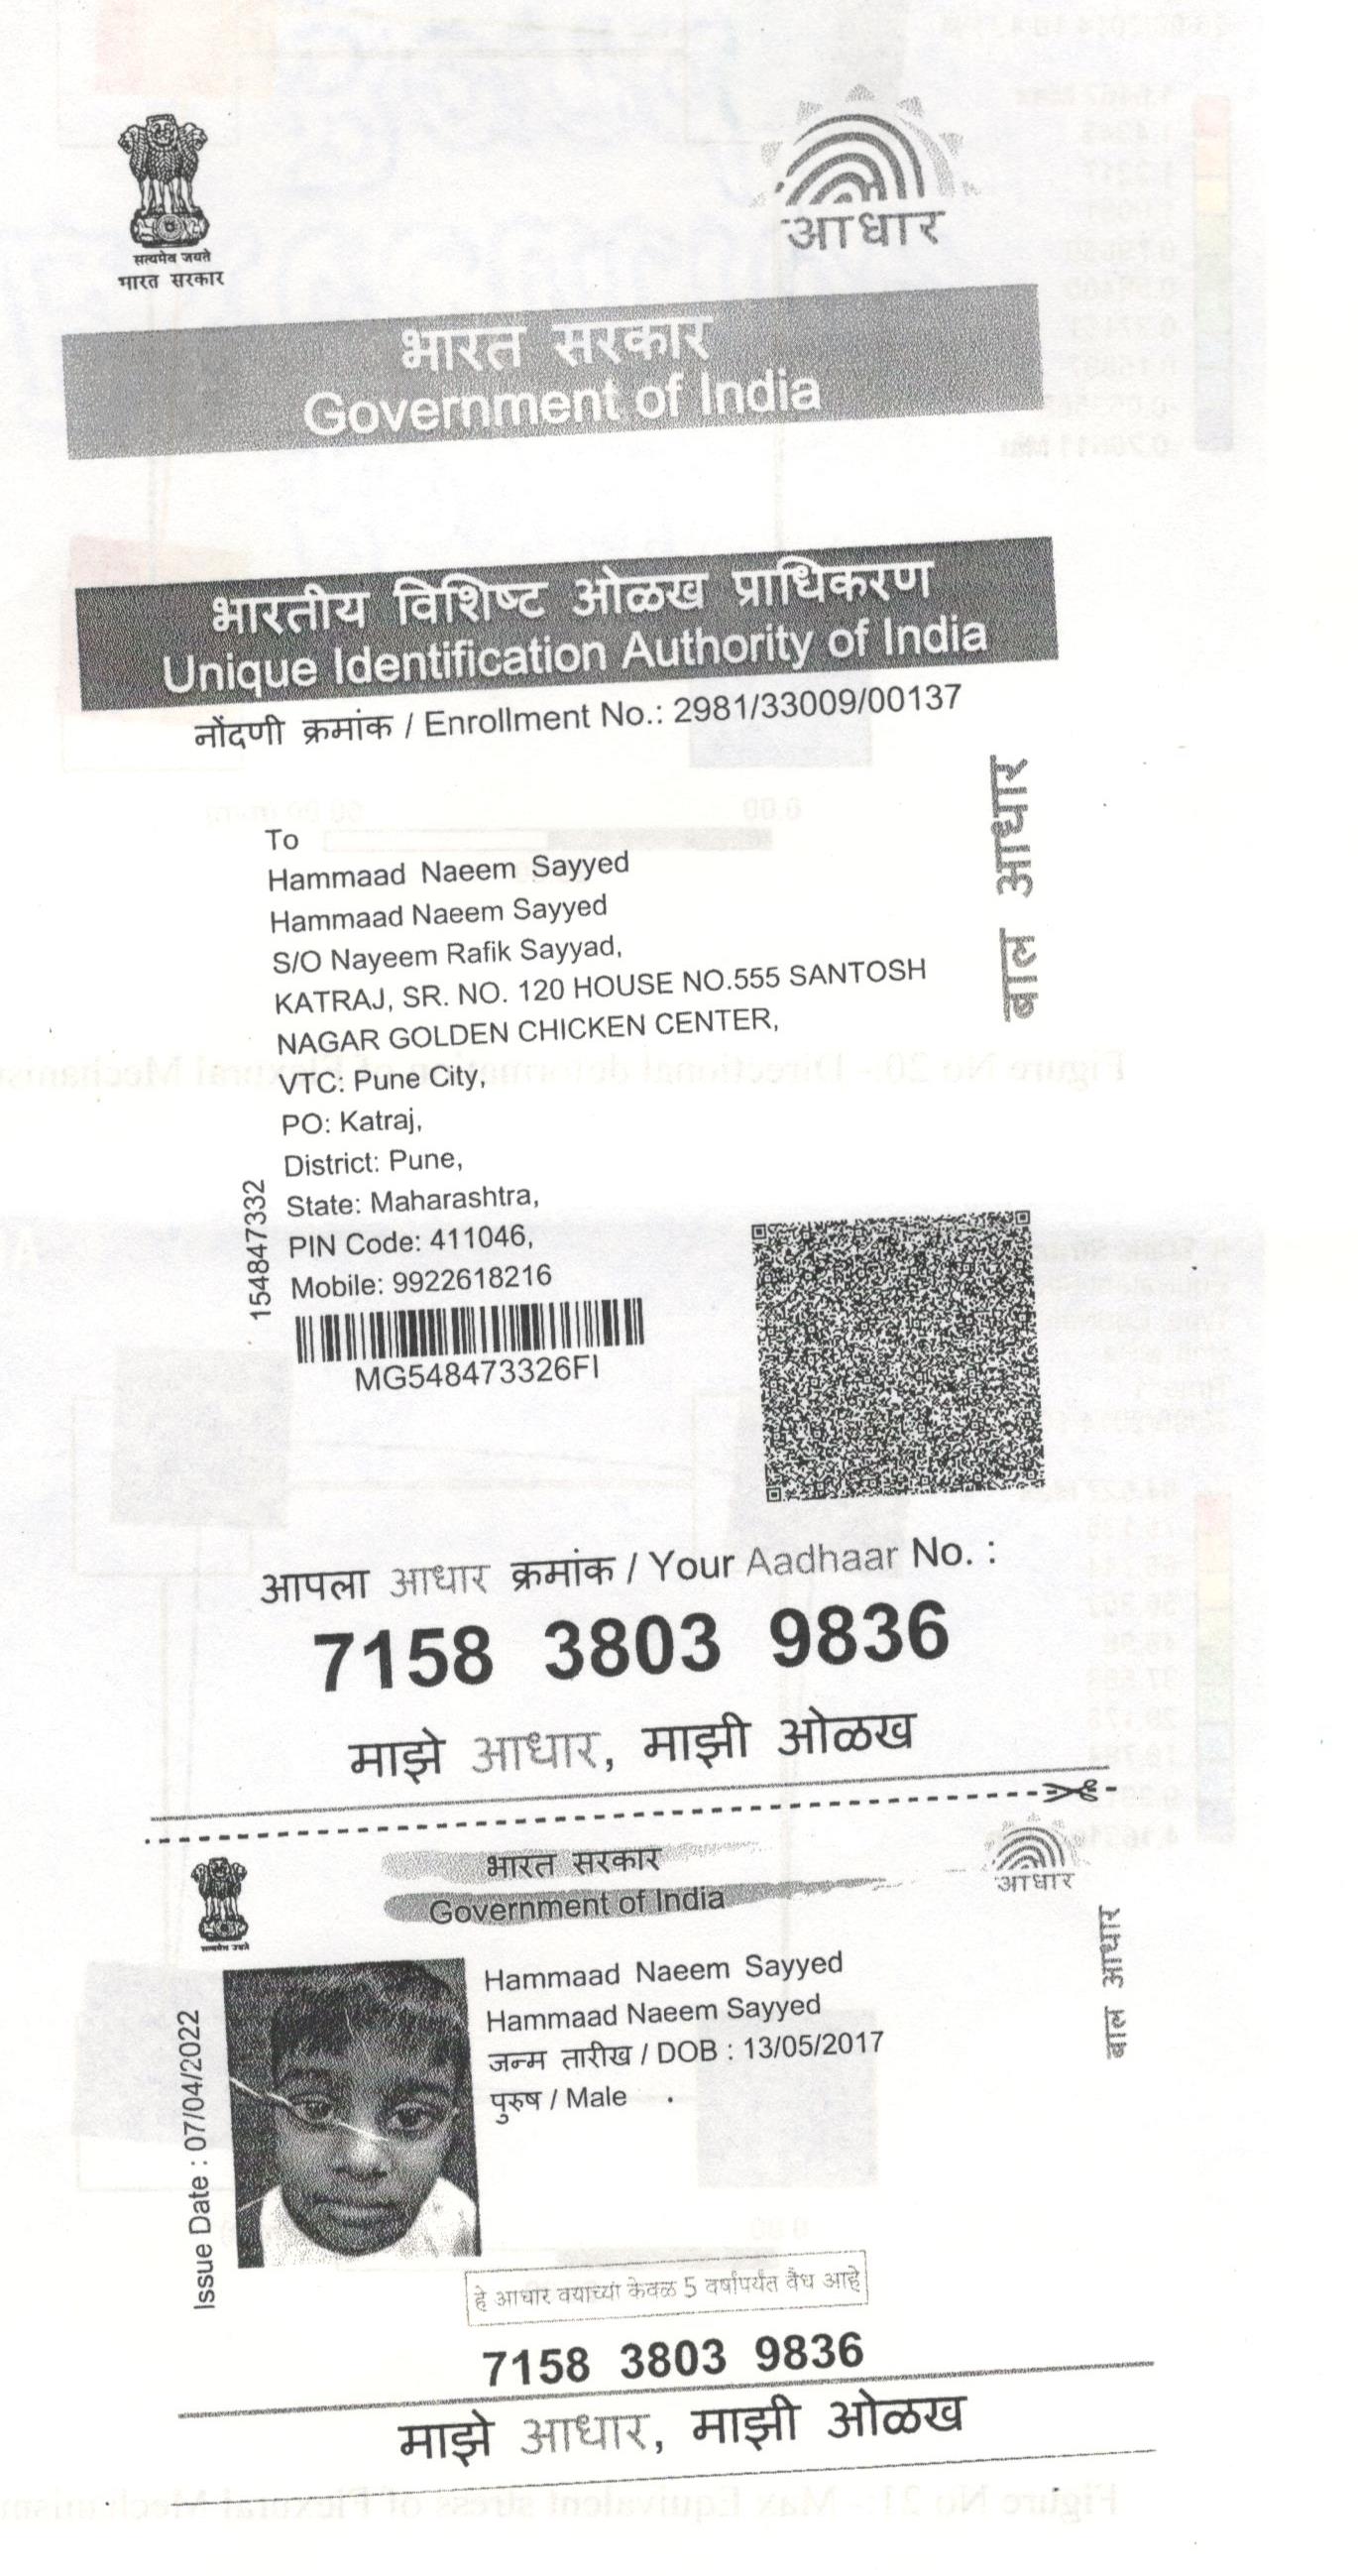 सत्यमेव जयते
भारत सरकार
आधार
भारत सरकार
Government of India
भारतीय विशिष्ट ओळख प्राधिकरण
Unique Identification Authority of India
नोंदणी क्रमांक / Enrollment No.: 2981/33009/00137
बाल आधार
To
Hammaad Naeem Sayyed
Hammaad Naeem Sayyed
S/O Nayeem Rafik Sayyad,
KATRAJ, SR. NO. 120 HOUSE NO.555 SANTOSH
NAGAR GOLDEN CHICKEN CENTER,
VTC: Pune City,
PO: Katraj,
District: Pune,
State: Maharashtra,
PIN Code: 411046,
Mobile: 9922618216
154847332
MG548473326FI
आपला आधार क्रमांक / Your Aadhaar No. :
7158 3803 9836
माझे आधार, माझी ओळख
भारत सरकार
Government of India
सत्यमेव जयते
आधार
बाल आधार
Hammaad Naeem Sayyed
Hammaad Naeem Sayyed
जन्म तारीख / DOB : 13/05/2017
पुरुष / Male
Issue Date : 07/04/2022
हे आधार वयाच्या केवळ 5 वर्षांपर्यंत वैध आहे
7158 3803 9836
माझे आधार, माझी ओळख